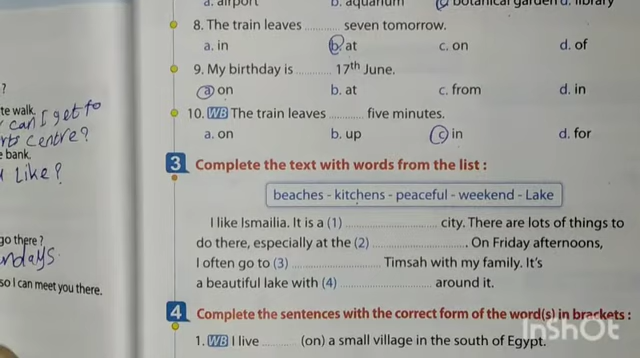 a. airport b. aquarium c. botanical garden d. library
8. The train leaves ............ seven tomorrow.
a. in b. at c. on d. of
?
9. My birthday is ............ 17th June.
te walk. a. on b. at c. from d. in
can I get to
10. WB The train leaves ............ five minutes.
rts centre? a. on b. up c. in d. for
e bank.
u Like?
3 Complete the text with words from the list :
beaches - kitchens - peaceful - weekend - Lake
I like Ismailia. It is a (1) ............ city. There are lots of things to
go there ? do there, especially at the (2) ............ . On Friday afternoons,
ndays. I often go to (3) ............ Timsah with my family. It's
so I can meet you there. a beautiful lake with (4) ............ around it.
4 Complete the sentences with the correct form of the word(s) in brackets :
1. WB I live ............ (on) a small village in the south of Egypt.
InShOt